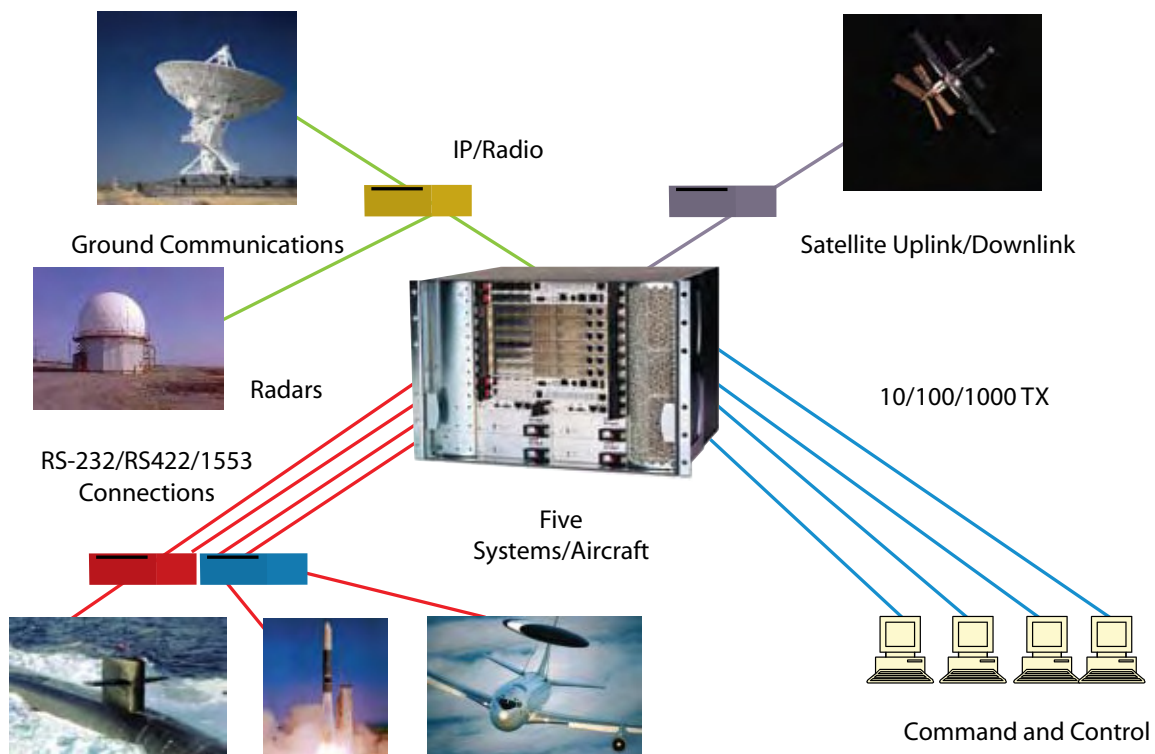 IP/Radio
Ground Communications
Satellite Uplink/Downlink
Radars
10/100/1000 TX
RS-232/RS422/1553
Connections
Five
Systems/Aircraft
Command and Control